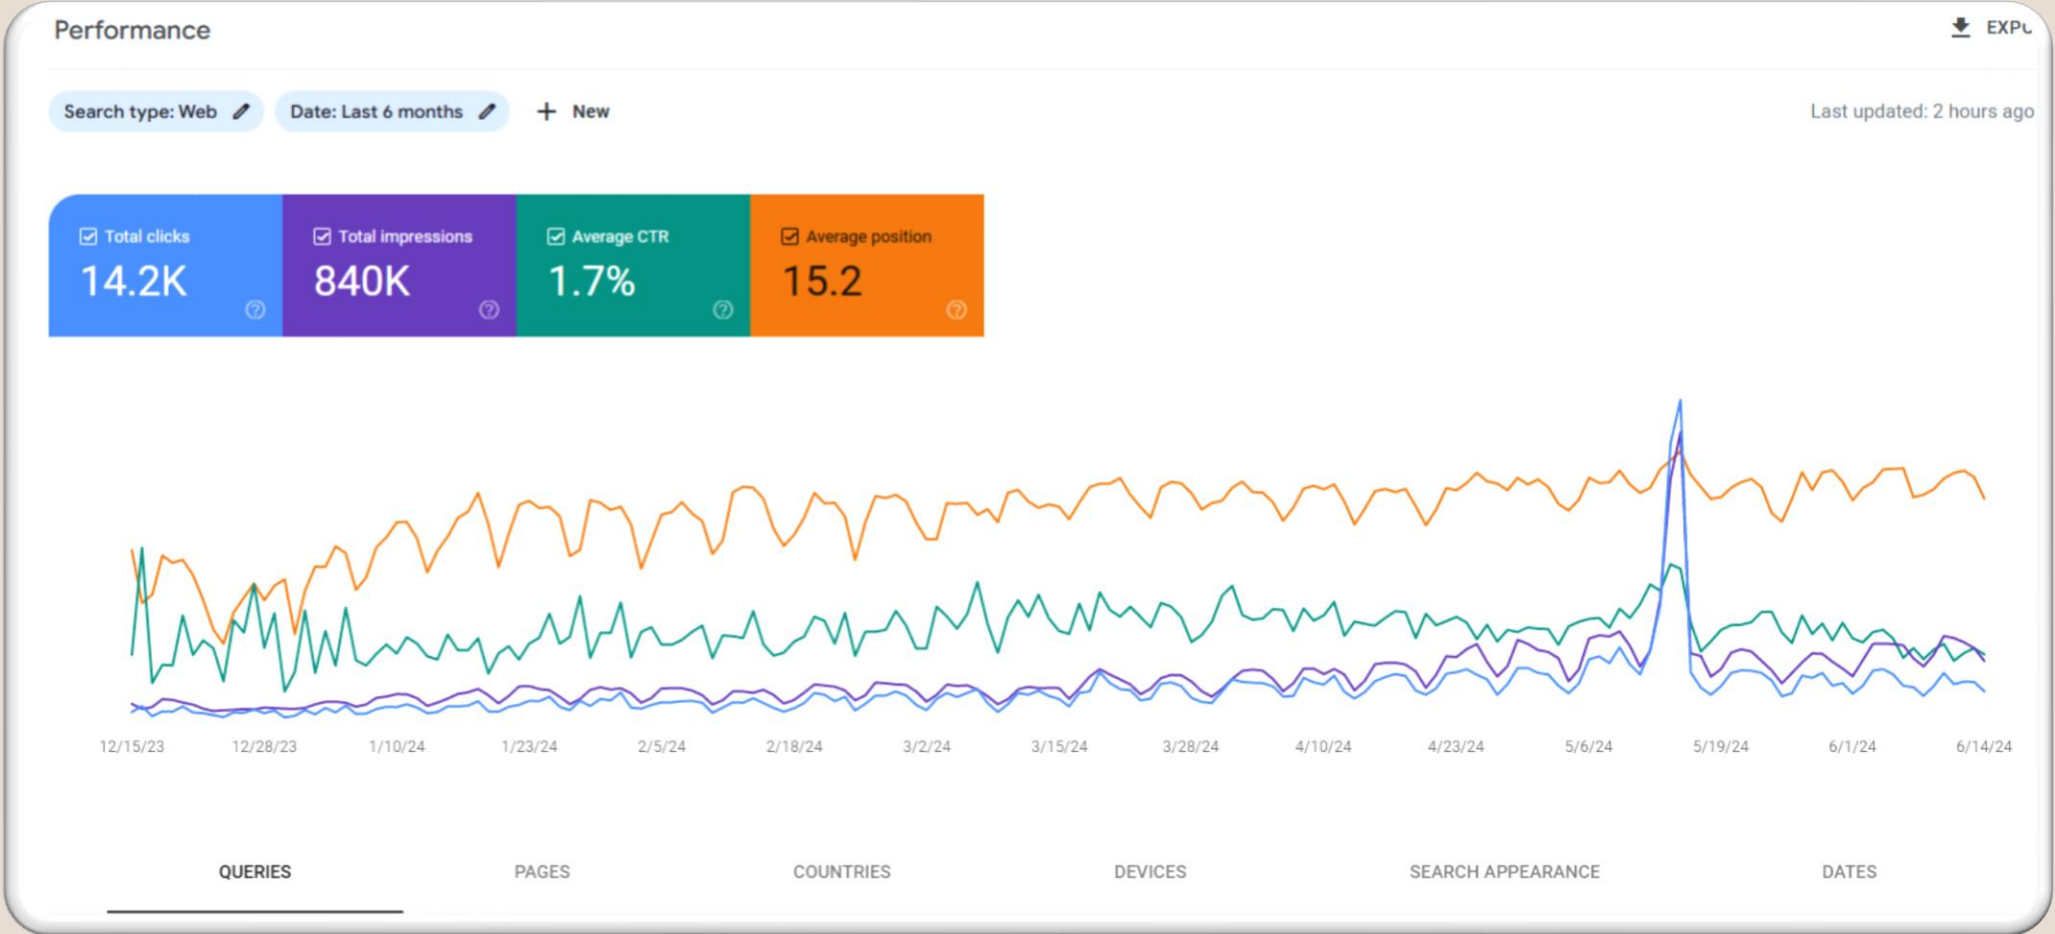 Performance
Search type: Web
Date: Last 6 months
+ New
Last updated: 2 hours ago
Total clicks
14.2K
Total impressions
840K
Average CTR
1.7%
Average position
15.2
12/15/23 12/28/23 1/10/24 1/23/24 2/5/24 2/18/24 3/2/24 3/15/24 3/28/24 4/10/24 4/23/24 5/6/24 5/19/24 6/1/24 6/14/24
QUERIES PAGES COUNTRIES DEVICES SEARCH APPEARANCE DATES